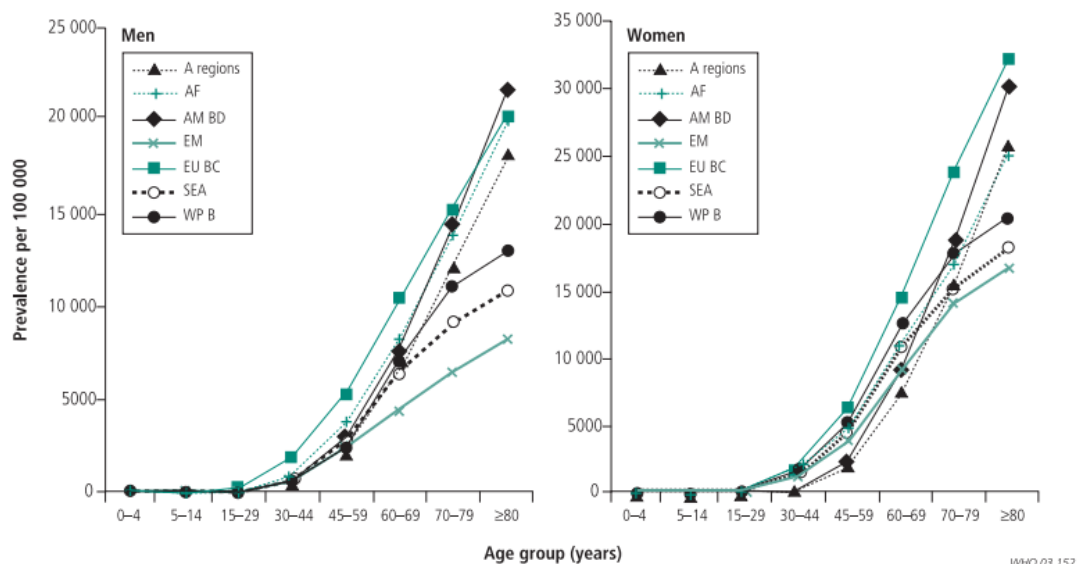 Men
A regions
AF
AM BD
EM
EU BC
SEA
WP B
25 000
20 000
15 000
10 000
5000
0
Prevalence per 100 000
0–4 5–14 15–29 30–44 45–59 60–69 70–79 ≥80
Women
A regions
AF
AM BD
EM
EU BC
SEA
WP B
35 000
30 000
25 000
20 000
15 000
10 000
5000
0
0–4 5–14 15–29 30–44 45–59 60–69 70–79 ≥80
Age group (years)
WHO 03.152